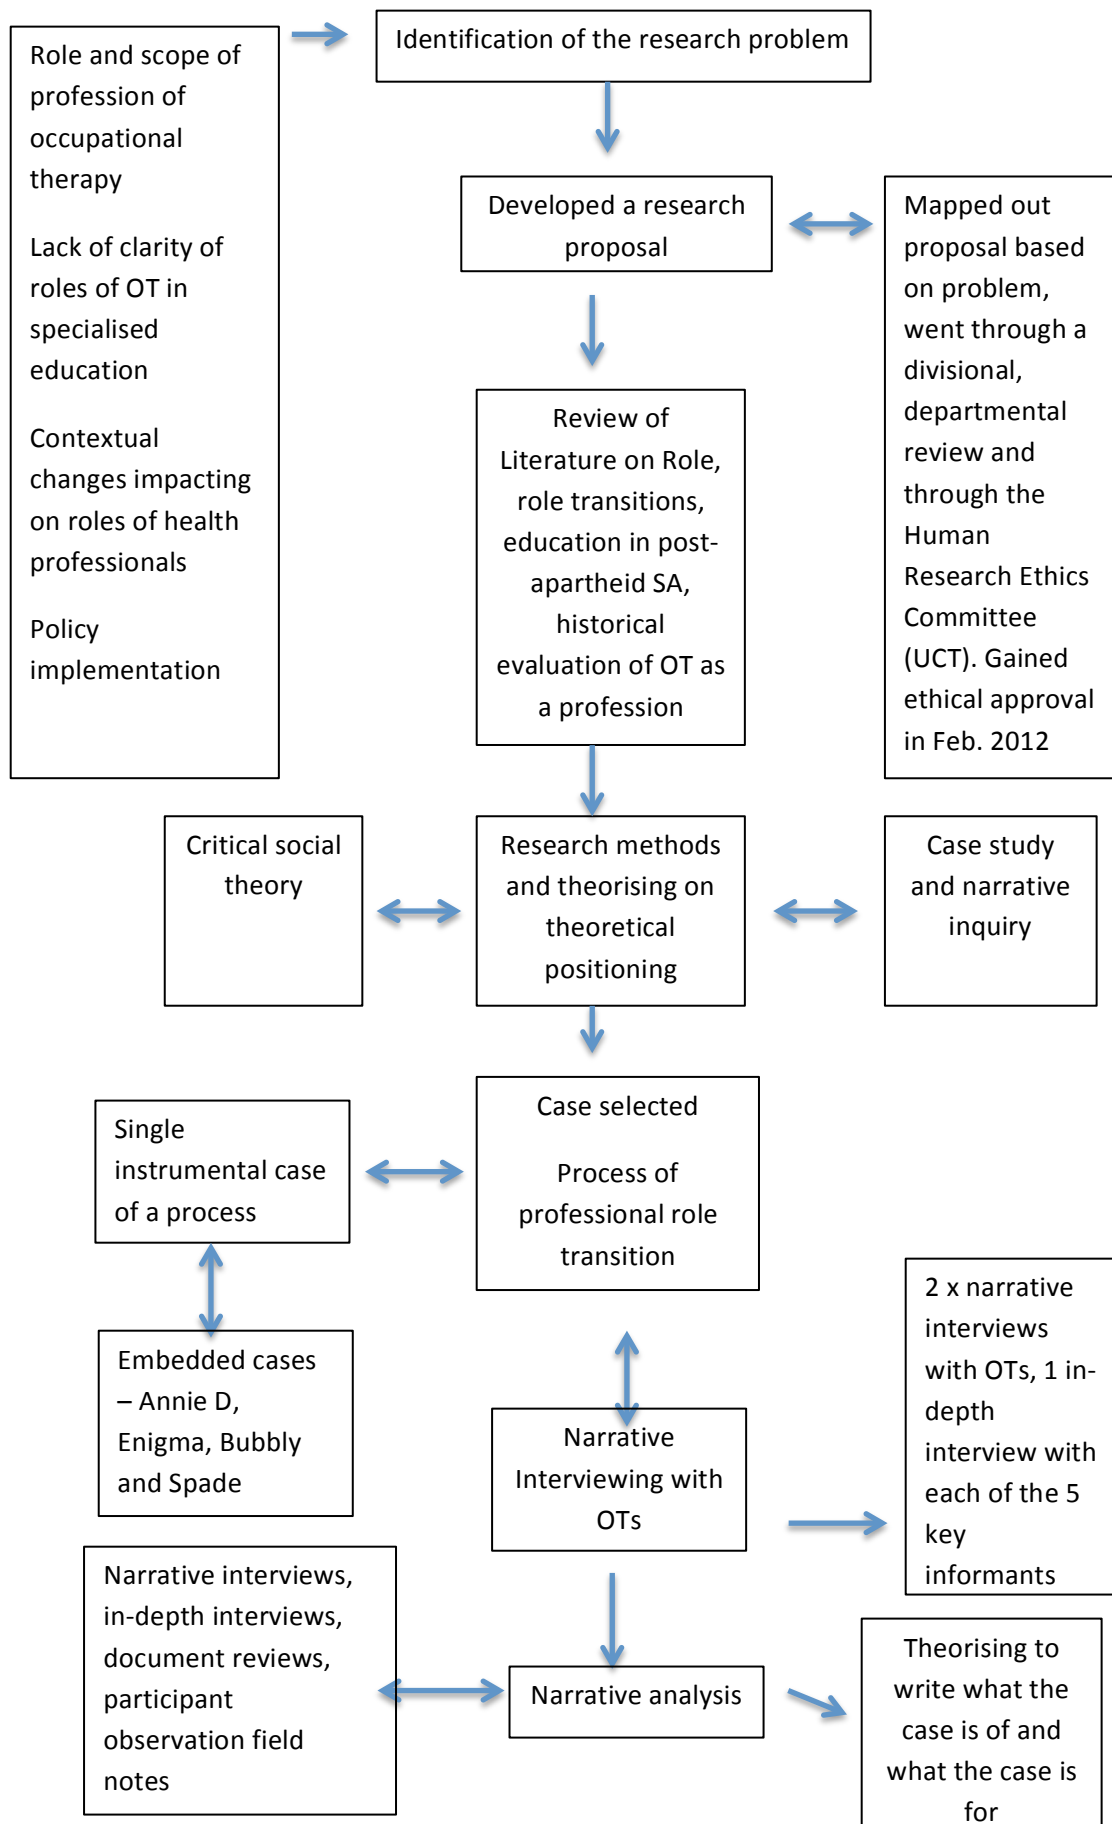 Role and scope of
profession of
occupational
therapy
Lack of clarity of
roles of OT in
specialised
education
Contextual
changes impacting
on roles of health
professionals
Policy
implementation
Identification of the research problem
Developed a research
proposal
Mapped out
proposal based
on problem,
went through a
divisional,
departmental
review and
through the
Human
Research Ethics
Committee
(UCT). Gained
ethical approval
in Feb. 2012
Review of
Literature on Role,
role transitions,
education in post-
apartheid SA,
historical
evaluation of OT as
a profession
Critical social
theory
Research methods
and theorising on
theoretical
positioning
Case study
and narrative
inquiry
Single
instrumental case
of a process
Case selected
Process of
professional role
transition
Embedded cases
– Annie D,
Enigma, Bubbly
and Spade
Narrative
Interviewing with
OTs
2 x narrative
interviews
with OTs, 1 in-
depth
interview with
each of the 5
key
informants
Narrative interviews,
in-depth interviews,
document reviews,
participant
observation field
notes
Narrative analysis
Theorising to
write what the
case is of and
what the case is
for